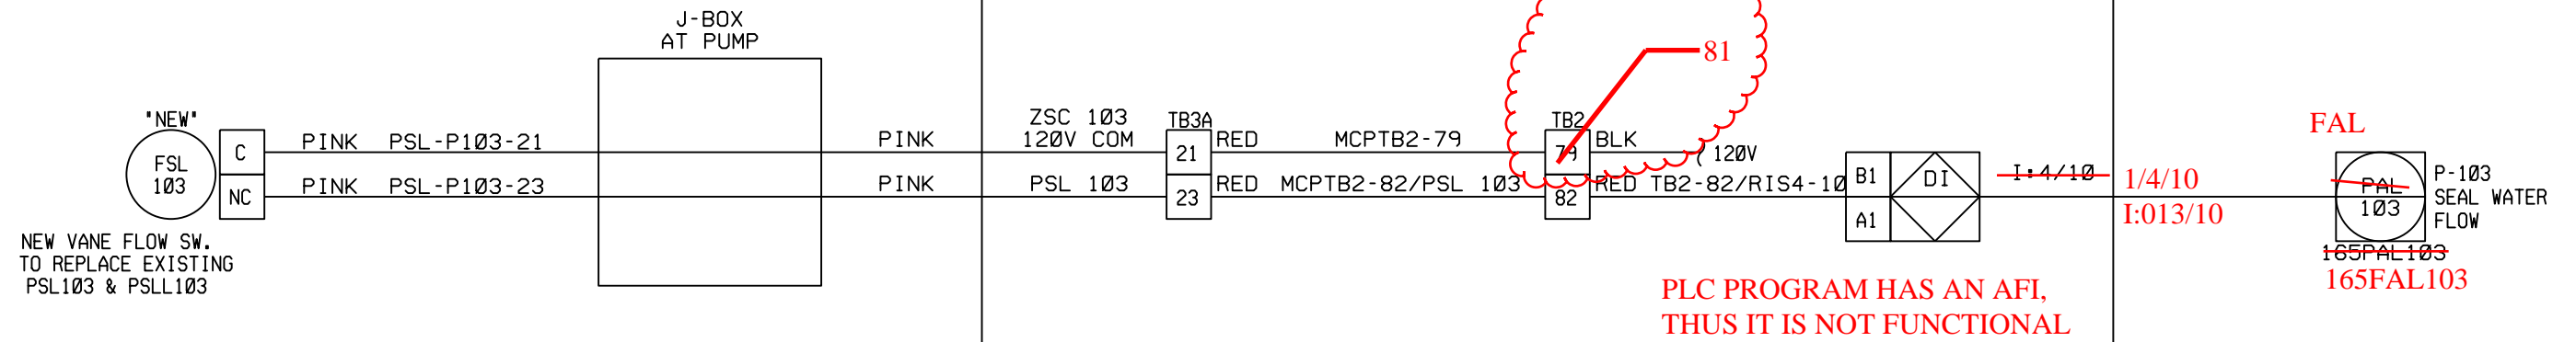 J-BOX
AT PUMP
81
"NEW"
FSL
103
C
NC
PINK PSL-P103-21
PINK PSL-P103-23
PINK
PINK
ZSC 103
120V COM
PSL 103
TB3A
21
23
RED MCPTB2-79
RED MCPTB2-82/PSL 103
TB2
79
82
BLK
120V
RED TB2-82/RIS4-10
B1
A1
DI
I:4/10
1/4/10
I:013/10
FAL
PAL
103
P-103
SEAL WATER
FLOW
165PAL103
165FAL103
NEW VANE FLOW SW.
TO REPLACE EXISTING
PSL103 & PSLL103
PLC PROGRAM HAS AN AFI,
THUS IT IS NOT FUNCTIONAL